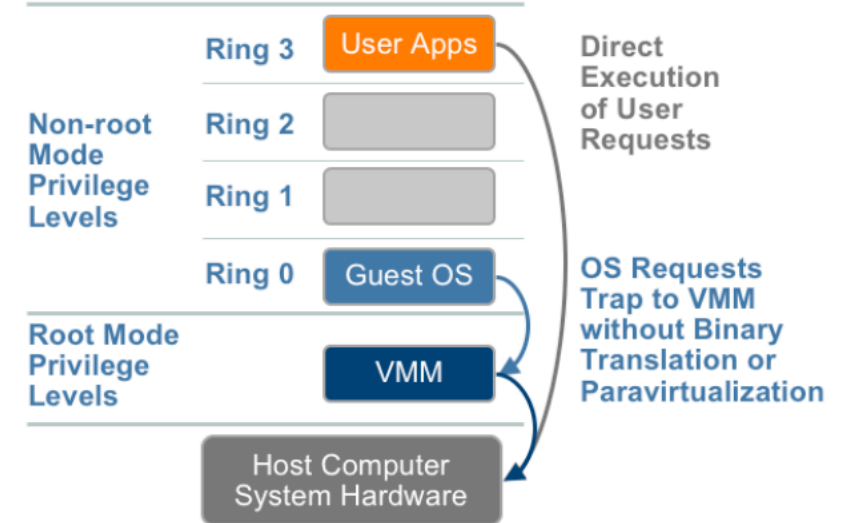 Ring 3
User Apps
Direct
Execution
of User
Requests
Non-root
Mode
Privilege
Levels
Ring 2
Ring 1
Ring 0
Guest OS
OS Requests
Trap to VMM
without Binary
Translation or
Paravirtualization
Root Mode
Privilege
Levels
VMM
Host Computer
System Hardware